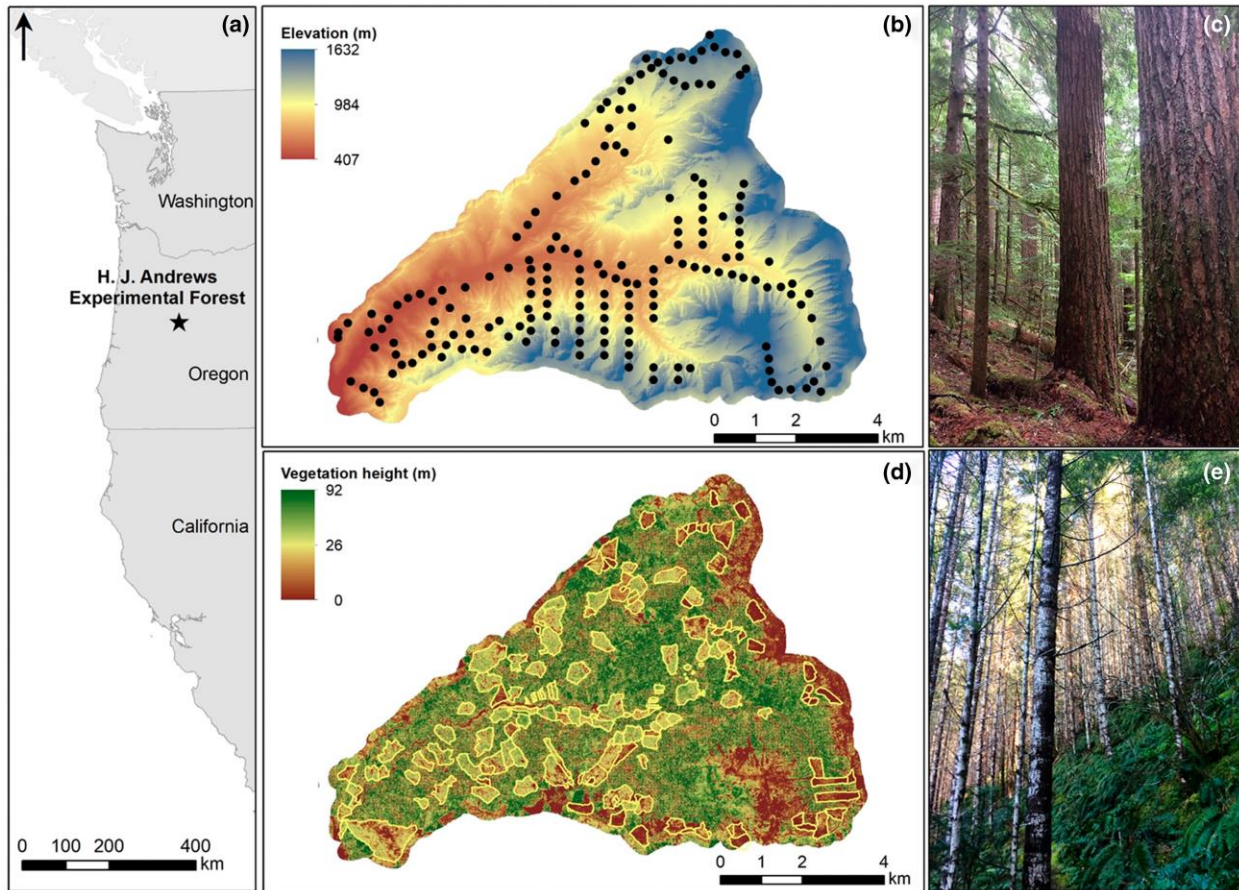 (a)
Washington
H. J. Andrews
Experimental Forest
Oregon
California
0 100 200 400
km
(b)
Elevation (m)
1632
984
407
0 1 2 4
km
(c)
(d)
Vegetation height (m)
92
26
0
0 1 2 4
km
(e)